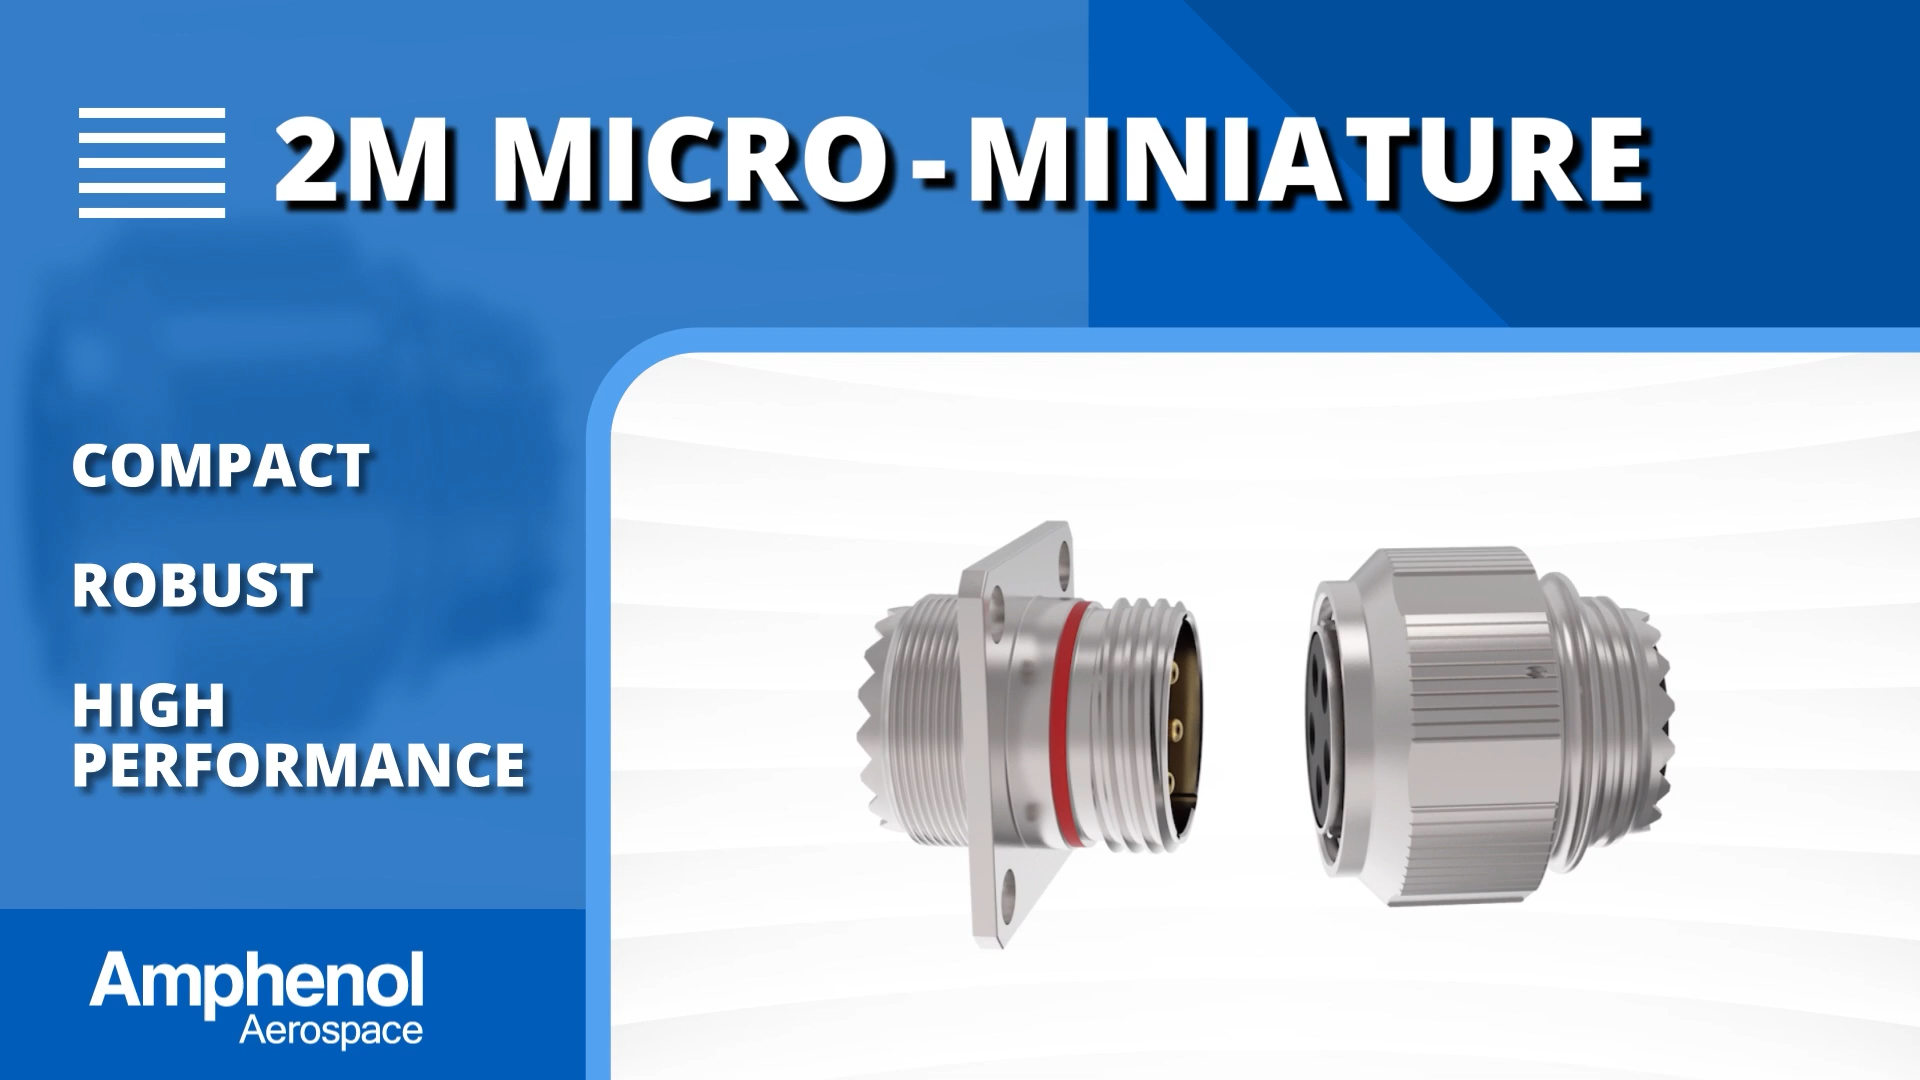 2M MICRO-MINIATURE
COMPACT
ROBUST
HIGH
PERFORMANCE
Amphenol
Aerospace